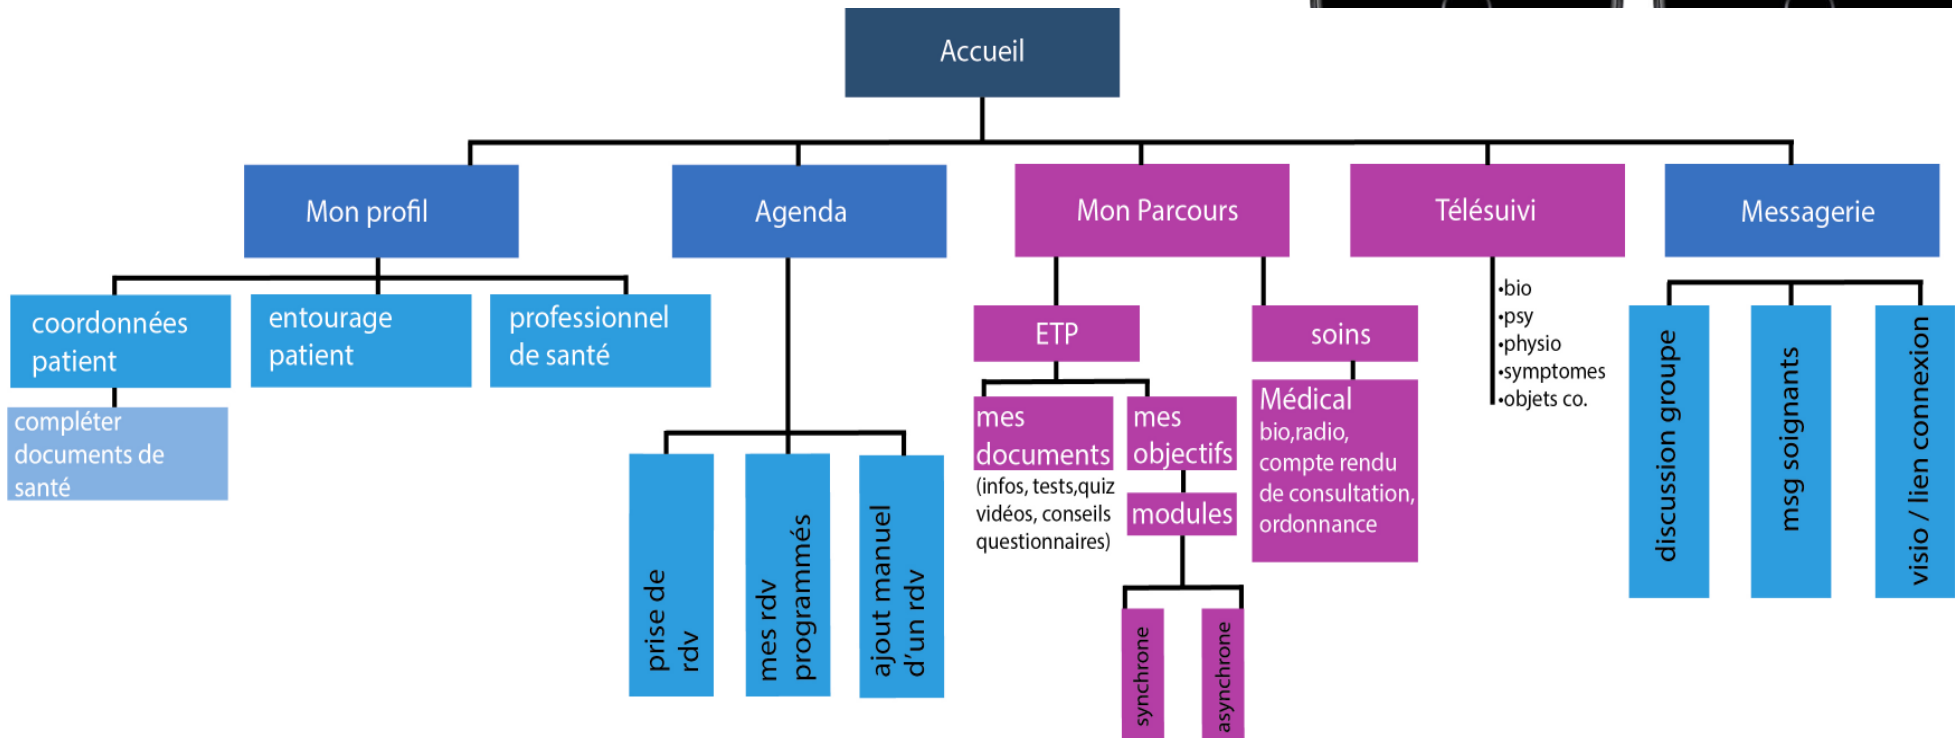 Accueil
Mon profil
Agenda
Mon Parcours
Télésuivi
Messagerie
coordonnées
patient
entourage
patient
professionnel
de santé
compléter
documents de
santé
prise de
rdv
mes rdv
programmés
ajout manuel
d'un rdv
ETP
soins
mes
documents
(infos, tests,quiz
vidéos, conseils
questionnaires)
mes
objectifs
modules
synchrone
asynchrone
Médical
bio,radio,
compte rendu
de consultation,
ordonnance
•bio
•psy
•physio
•symptomes
•objets co.
discussion groupe
msg soignants
visio / lien connexion